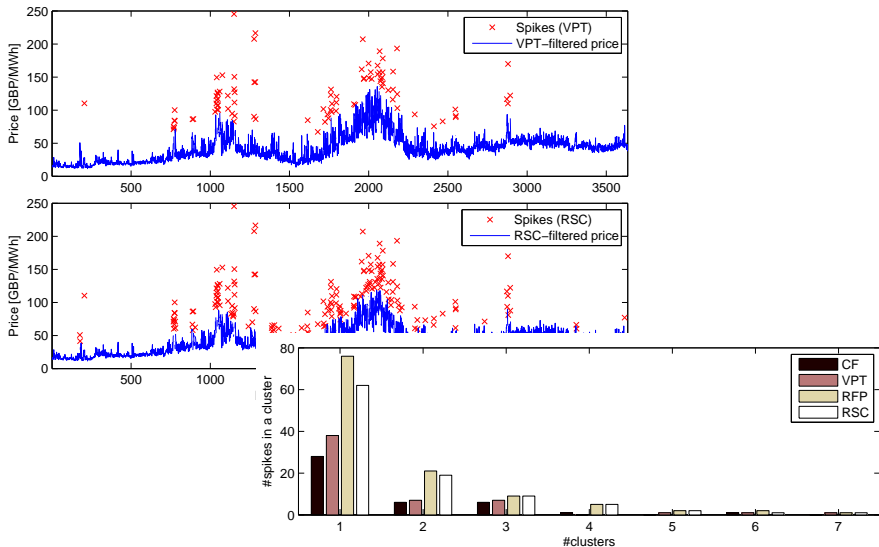 250
200
150
100
50
0
Price [GBP/MWh]
Spikes (VPT)
VPT-filtered price
500
1000
1500
2000
2500
3000
3500
250
200
150
100
50
0
Price [GBP/MWh]
Spikes (RSC)
RSC-filtered price
500
1000
80
60
40
20
0
#spikes in a cluster
CF
VPT
RFP
RSC
1
2
3
4
5
6
7
#clusters